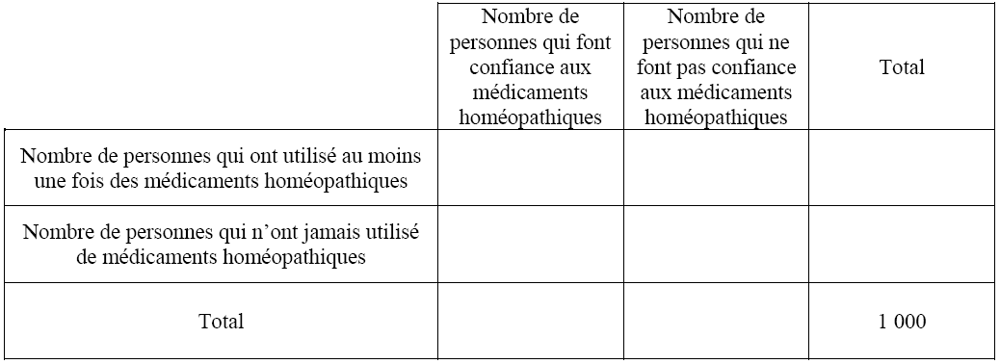 Nombre de
personnes qui font
confiance aux
médicaments
homéopathiques
Nombre de
personnes qui ne
font pas confiance
aux médicaments
homéopathiques
Total
Nombre de personnes qui ont utilisé au moins
une fois des médicaments homéopathiques
Nombre de personnes qui n’ont jamais utilisé
de médicaments homéopathiques
Total
1 000